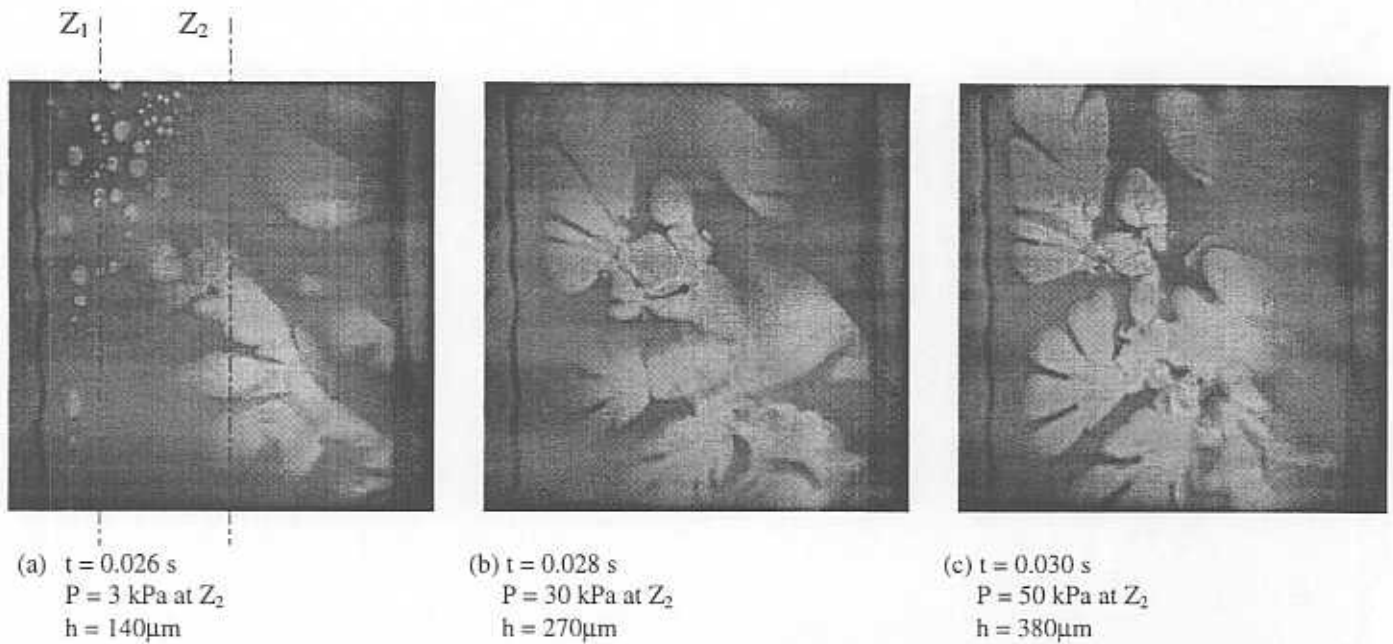 Z₁ Z₂
(a) t = 0.026 s
P = 3 kPa at Z₂
h = 140μm
(b) t = 0.028 s
P = 30 kPa at Z₂
h = 270μm
(c) t = 0.030 s
P = 50 kPa at Z₂
h = 380μm